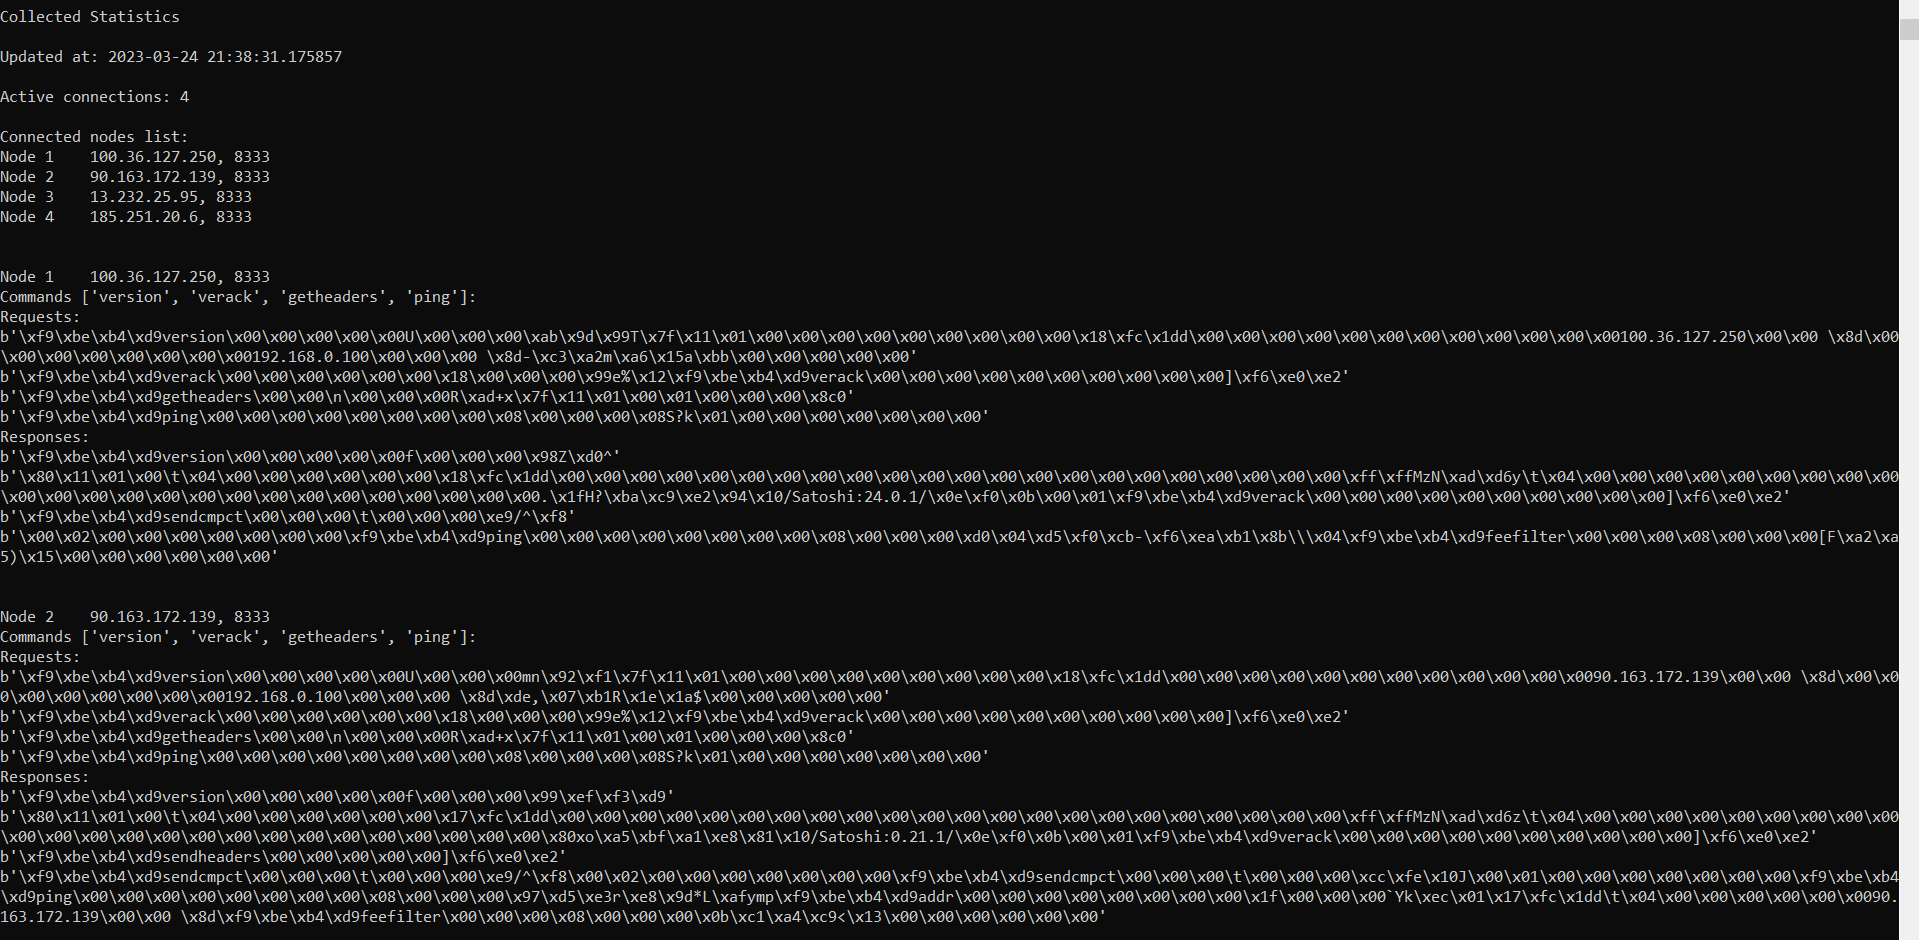 Collected Statistics
Updated at: 2023-03-24 21:38:31.175857
Active connections: 4
Connected nodes list:
Node 1    100.36.127.250, 8333
Node 2    90.163.172.139, 8333
Node 3    13.232.25.95, 8333
Node 4    185.251.20.6, 8333
Node 1    100.36.127.250, 8333
Commands ['version', 'verack', 'getheaders', 'ping']:
Requests:
b'\xf9\xbe\xb4\xd9version\x00\x00\x00\x00\x00U\x00\x00\x00\xab\x9d\x99T\x7f\x11\x01\x00\x00\x00\x00\x00\x00\x00\x00\x00\x18\xfc\x1dd\x00\x00\x00\x00\x00\x00\x00\x00\x00\x00\x00\x00100.36.127.250\x00\x00 \x8d\x00
\x00\x00\x00\x00\x00\x00\x00192.168.0.100\x00\x00\x00 \x8d-\xc3\xa2m\xa6\x15a\xbb\x00\x00\x00\x00\x00'
b'\xf9\xbe\xb4\xd9verack\x00\x00\x00\x00\x00\x00\x18\x00\x00\x00\x99e%\x12\xf9\xbe\xb4\xd9verack\x00\x00\x00\x00\x00\x00\x00\x00\x00\x00]\xf6\xe0\xe2'
b'\xf9\xbe\xb4\xd9getheaders\x00\x00\n\x00\x00\x00R\xad+x\x7f\x11\x01\x00\x01\x00\x00\x00\x8c0'
b'\xf9\xbe\xb4\xd9ping\x00\x00\x00\x00\x00\x00\x00\x00\x08\x00\x00\x00\x08S?k\x01\x00\x00\x00\x00\x00\x00\x00'
Responses:
b'\xf9\xbe\xb4\xd9version\x00\x00\x00\x00\x00f\x00\x00\x00\x98Z\xd0^'
b'\x80\x11\x01\x00\t\x04\x00\x00\x00\x00\x00\x00\x18\xfc\x1dd\x00\x00\x00\x00\x00\x00\x00\x00\x00\x00\x00\x00\x00\x00\x00\x00\x00\x00\x00\x00\x00\x00\xff\xffMzN\xad\xd6y\t\x04\x00\x00\x00\x00\x00\x00\x00\x00\x00
\x00\x00\x00\x00\x00\x00\x00\x00\x00\x00\x00\x00\x00\x00\x00.\x1fH?\xba\xc9\xe2\x94\x10/Satoshi:24.0.1/\x0e\xf0\x0b\x00\x01\xf9\xbe\xb4\xd9verack\x00\x00\x00\x00\x00\x00\x00\x00\x00\x00]\xf6\xe0\xe2'
b'\xf9\xbe\xb4\xd9sendcmpct\x00\x00\x00\t\x00\x00\x00\xe9/^\xf8'
b'\x00\x02\x00\x00\x00\x00\x00\x00\x00\xf9\xbe\xb4\xd9ping\x00\x00\x00\x00\x00\x00\x00\x00\x08\x00\x00\x00\xd0\x04\xd5\xf0\xcb-\xf6\xea\xb1\x8b\\\x04\xf9\xbe\xb4\xd9feefilter\x00\x00\x00\x08\x00\x00\x00[F\xa2\xa
5)\x15\x00\x00\x00\x00\x00\x00'
Node 2    90.163.172.139, 8333
Commands ['version', 'verack', 'getheaders', 'ping']:
Requests:
b'\xf9\xbe\xb4\xd9version\x00\x00\x00\x00\x00U\x00\x00\x00mn\x92\xf1\x7f\x11\x01\x00\x00\x00\x00\x00\x00\x00\x00\x00\x18\xfc\x1dd\x00\x00\x00\x00\x00\x00\x00\x00\x00\x00\x00\x0090.163.172.139\x00\x00 \x8d\x00\x0
0\x00\x00\x00\x00\x00\x00192.168.0.100\x00\x00\x00 \x8d\xde,\x07\xb1R\x1e\x1a$\x00\x00\x00\x00\x00'
b'\xf9\xbe\xb4\xd9verack\x00\x00\x00\x00\x00\x00\x18\x00\x00\x00\x99e%\x12\xf9\xbe\xb4\xd9verack\x00\x00\x00\x00\x00\x00\x00\x00\x00\x00]\xf6\xe0\xe2'
b'\xf9\xbe\xb4\xd9getheaders\x00\x00\n\x00\x00\x00R\xad+x\x7f\x11\x01\x00\x01\x00\x00\x00\x8c0'
b'\xf9\xbe\xb4\xd9ping\x00\x00\x00\x00\x00\x00\x00\x00\x08\x00\x00\x00\x08S?k\x01\x00\x00\x00\x00\x00\x00\x00'
Responses:
b'\xf9\xbe\xb4\xd9version\x00\x00\x00\x00\x00f\x00\x00\x00\x99\xef\xf3\xd9'
b'\x80\x11\x01\x00\t\x04\x00\x00\x00\x00\x00\x00\x17\xfc\x1dd\x00\x00\x00\x00\x00\x00\x00\x00\x00\x00\x00\x00\x00\x00\x00\x00\x00\x00\x00\x00\x00\x00\xff\xffMzN\xad\xd6z\t\x04\x00\x00\x00\x00\x00\x00\x00\x00\x00
\x00\x00\x00\x00\x00\x00\x00\x00\x00\x00\x00\x00\x00\x00\x00\x80xo\xa5\xbf\xa1\xe8\x81\x10/Satoshi:0.21.1/\x0e\xf0\x0b\x00\x01\xf9\xbe\xb4\xd9verack\x00\x00\x00\x00\x00\x00\x00\x00\x00\x00]\xf6\xe0\xe2'
b'\xf9\xbe\xb4\xd9sendheaders\x00\x00\x00\x00\x00]\xf6\xe0\xe2'
b'\xf9\xbe\xb4\xd9sendcmpct\x00\x00\x00\t\x00\x00\x00\xe9/^\xf8\x00\x02\x00\x00\x00\x00\x00\x00\x00\xf9\xbe\xb4\xd9sendcmpct\x00\x00\x00\t\x00\x00\x00\xcc\xfe\x10J\x00\x01\x00\x00\x00\x00\x00\x00\x00\xf9\xbe\xb4
\xd9ping\x00\x00\x00\x00\x00\x00\x00\x00\x08\x00\x00\x00\x97\xd5\xe3r\xe8\x9d*L\xafymp\xf9\xbe\xb4\xd9addr\x00\x00\x00\x00\x00\x00\x00\x00\x1f\x00\x00\x00`Yk\xec\x01\x17\xfc\x1dd\t\x04\x00\x00\x00\x00\x00\x0090.
163.172.139\x00\x00 \x8d\xf9\xbe\xb4\xd9feefilter\x00\x00\x00\x08\x00\x00\x00\x0b\xc1\xa4\xc9<\x13\x00\x00\x00\x00\x00\x00'